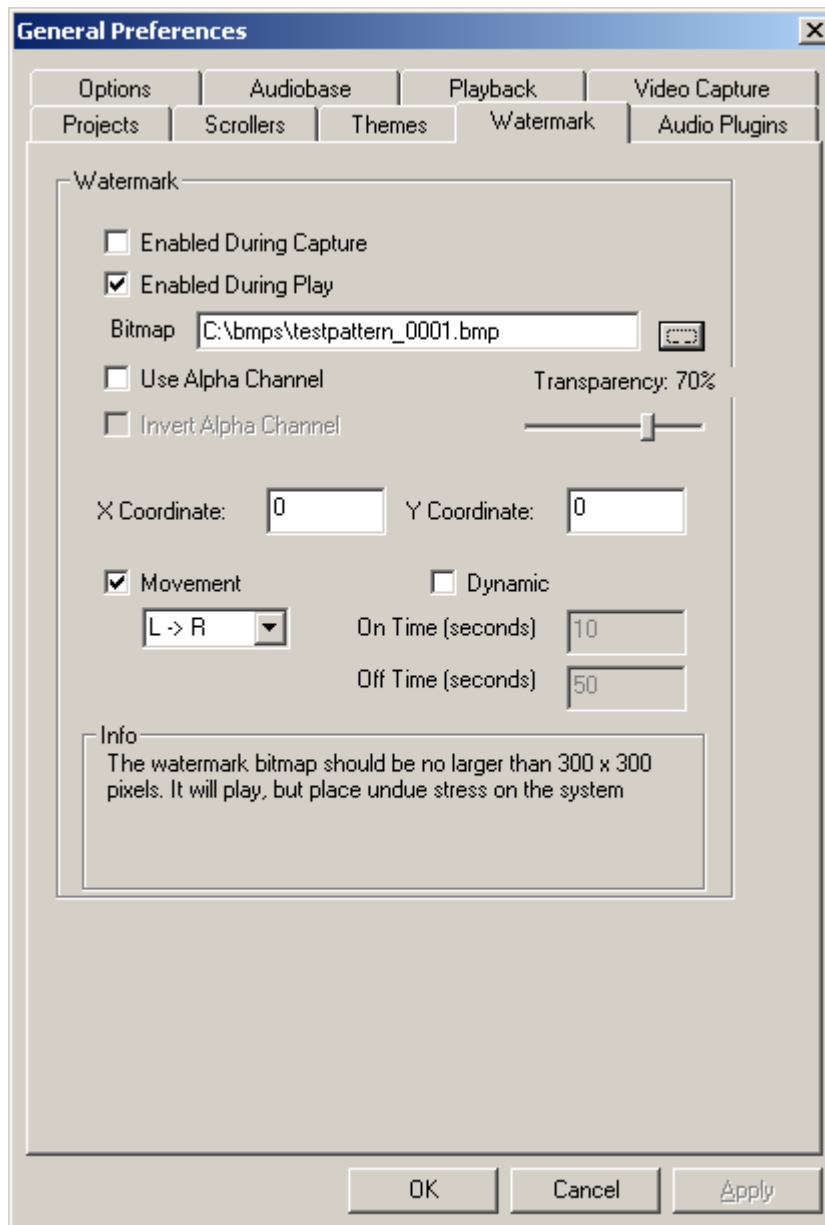 General Preferences
Options Audiobase Playback Video Capture
Projects Scrollers Themes Watermark Audio Plugins
Watermark
Enabled During Capture
Enabled During Play
Bitmap C:\bmps\testpattern_0001.bmp ...
Use Alpha Channel Transparency: 70%
Invert Alpha Channel
X Coordinate: 0 Y Coordinate: 0
Movement Dynamic
L -> R On Time (seconds) 10
Off Time (seconds) 50
Info
The watermark bitmap should be no larger than 300 x 300
pixels. It will play, but place undue stress on the system
OK Cancel Apply